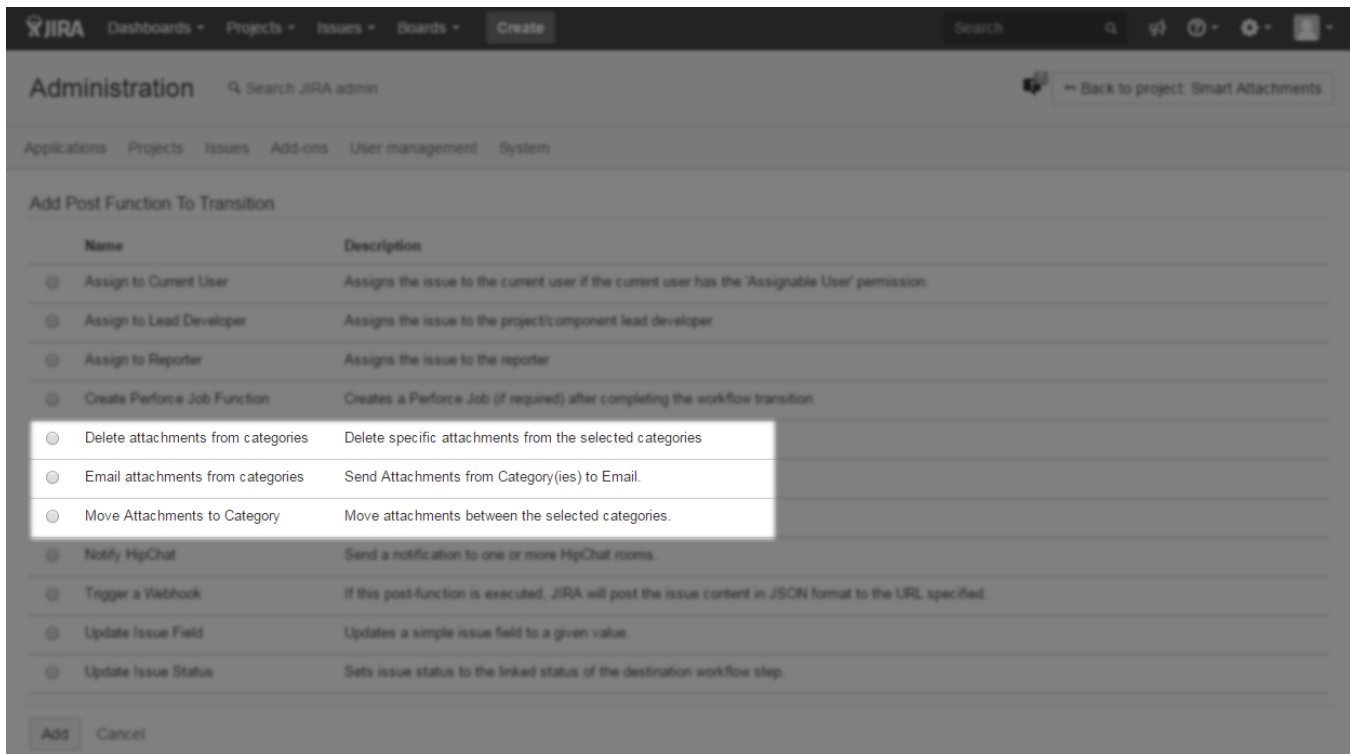 JIRA Dashboards Projects Issues Boards Create Search
Administration Search JIRA admin Back to project: Smart Attachments
Applications Projects Issues Add-ons User management System
Add Post Function To Transition
Name Description
Assign to Current User Assigns the issue to the current user if the current user has the 'Assignable User' permission.
Assign to Lead Developer Assigns the issue to the project/component lead developer
Assign to Reporter Assigns the issue to the reporter
Create Perforce Job Function Creates a Perforce Job (if required) after completing the workflow transition.
Delete attachments from categories Delete specific attachments from the selected categories
Email attachments from categories Send Attachments from Category(ies) to Email.
Move Attachments to Category Move attachments between the selected categories.
Notify HipChat Send a notification to one or more HipChat rooms.
Trigger a Webhook If this post-function is executed, JIRA will post the issue content in JSON format to the URL specified.
Update Issue Field Updates a simple issue field to a given value.
Update Issue Status Sets issue status to the linked status of the destination workflow step.
Add Cancel